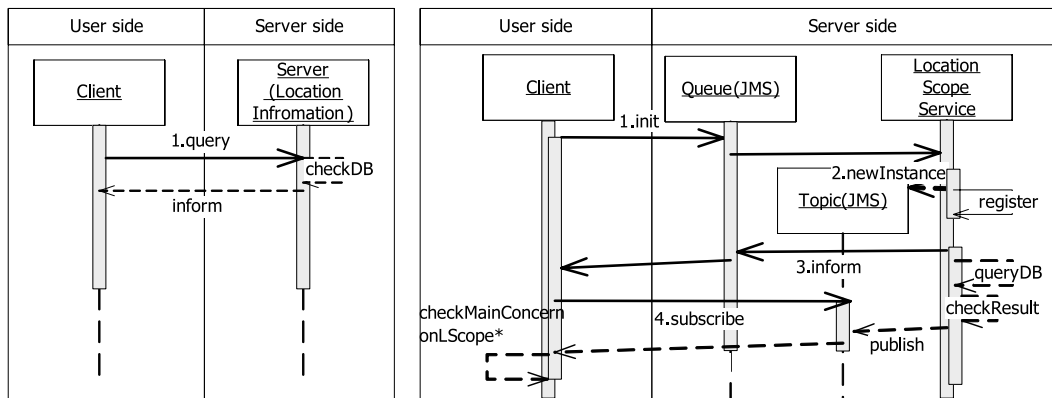 User side
Server side
Client
Server
(Location
Infromation)
1.query
checkDB
inform
User side
Server side
Client
Queue(JMS)
Location
Scope
Service
1.init
2.newInstance
Topic(JMS)
register
3.inform
queryDB
checkMainConcern
onLScope*
4.subscribe
checkResult
publish